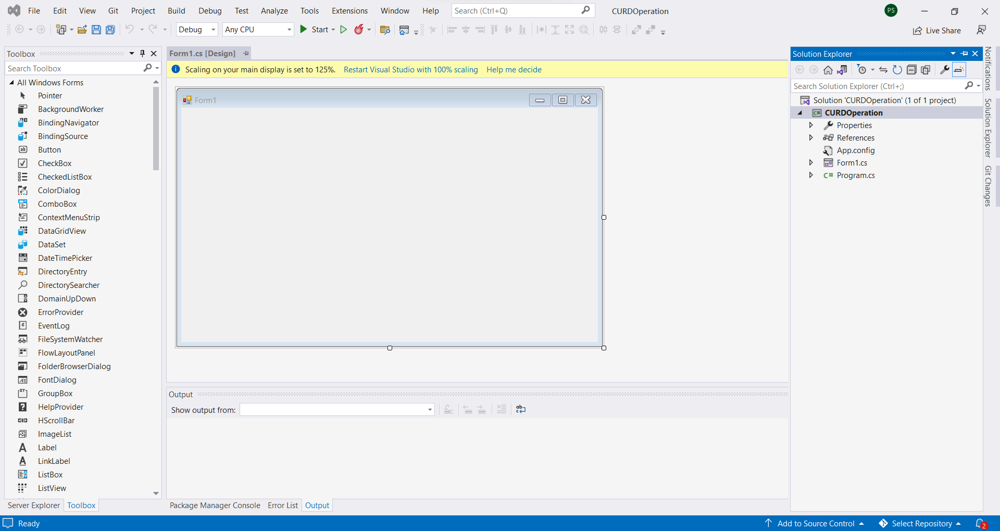 File Edit View Git Project Build Debug Test Analyze Tools Extensions Window Help Search (Ctrl+Q) CURDOperation PS
Debug Any CPU Start Live Share
Toolbox
Search Toolbox
All Windows Forms
Pointer
BackgroundWorker
BindingNavigator
BindingSource
Button
CheckBox
CheckedListBox
ColorDialog
ComboBox
ContextMenuStrip
DataGridView
DataSet
DateTimePicker
DirectoryEntry
DirectorySearcher
DomainUpDown
ErrorProvider
EventLog
FileSystemWatcher
FlowLayoutPanel
FolderBrowserDialog
FontDialog
GroupBox
HelpProvider
HScrollBar
ImageList
Label
LinkLabel
ListBox
ListView
Server Explorer Toolbox
Form1.cs [Design]
Scaling on your main display is set to 125%. Restart Visual Studio with 100% scaling Help me decide
Form1
Output
Show output from:
Package Manager Console Error List Output
Solution Explorer
Search Solution Explorer (Ctrl+;)
Solution 'CURDOperation' (1 of 1 project)
CURDOperation
Properties
References
App.config
Form1.cs
C# Program.cs
Notifications
Solution Explorer
Git Changes
Ready Add to Source Control Select Repository 2